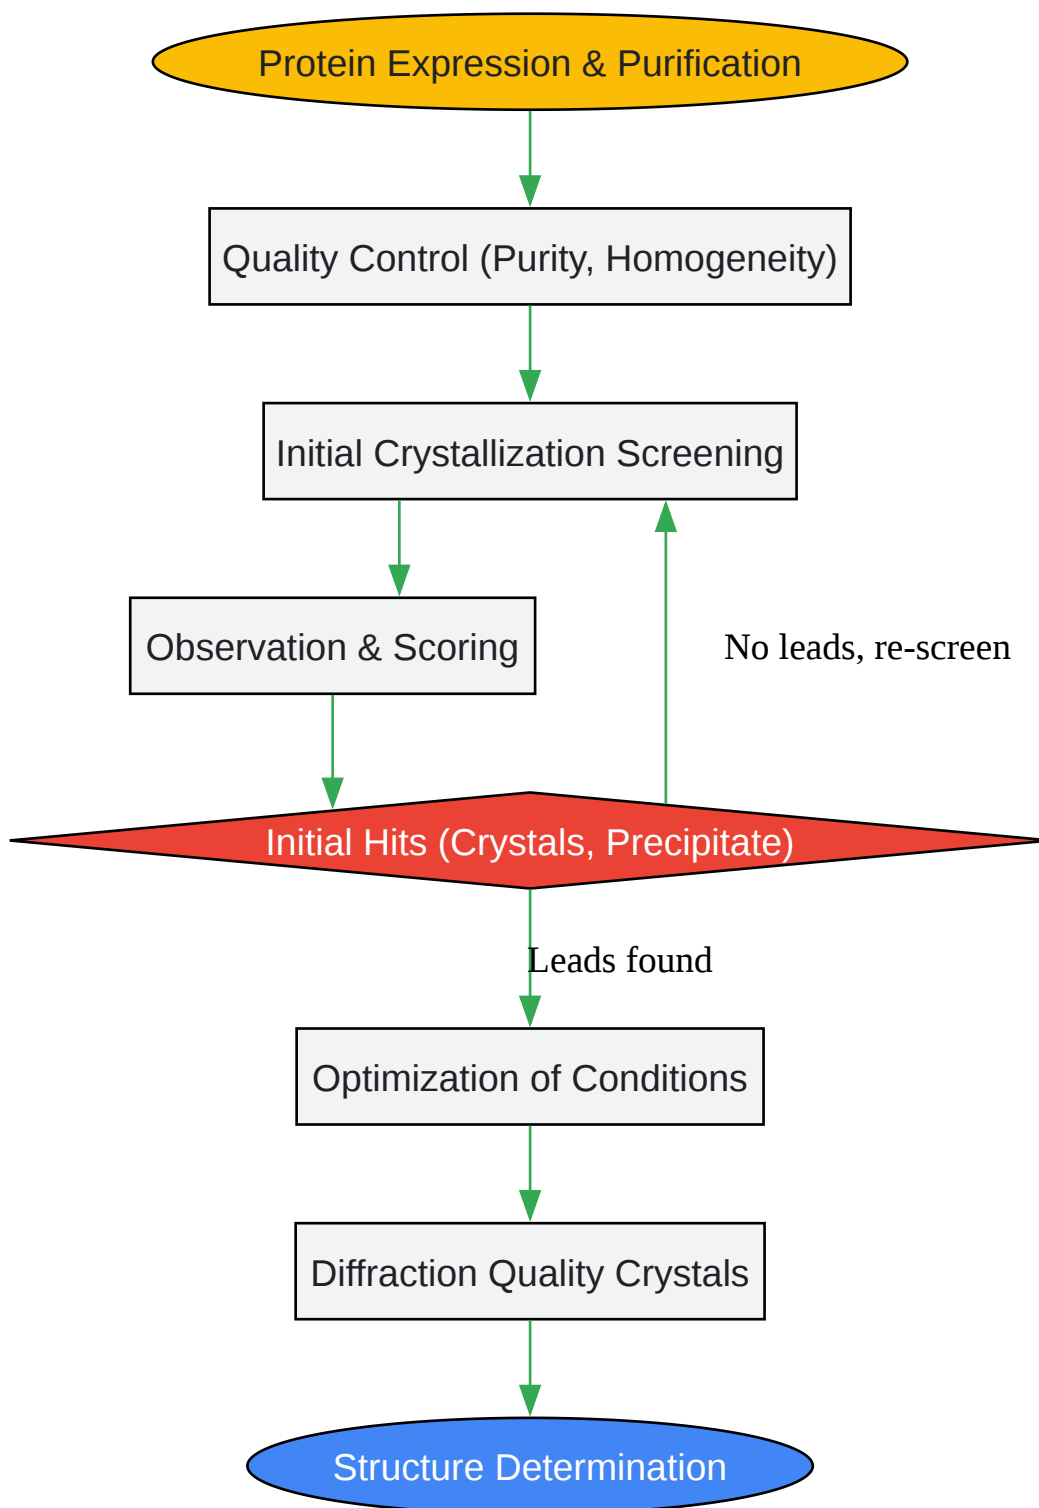 Protein Expression & Purification
Quality Control (Purity, Homogeneity)
Initial Crystallization Screening
Observation & Scoring
No leads, re-screen
Initial Hits (Crystals, Precipitate)
Leads found
Optimization of Conditions
Diffraction Quality Crystals
Structure Determination